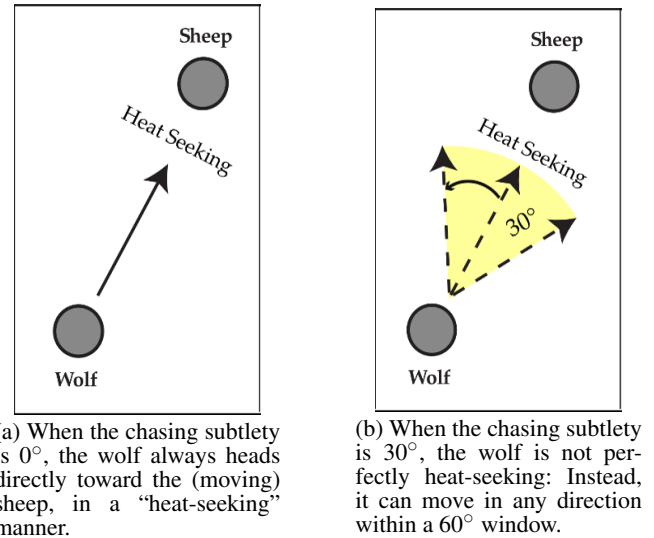 Sheep
Heat Seeking
Wolf
(a) When the chasing subtlety
is 0°, the wolf always heads
directly toward the (moving)
sheep, in a “heat-seeking”
manner.
Sheep
Heat Seeking
30°
Wolf
(b) When the chasing subtlety
is 30°, the wolf is not per-
fectly heat-seeking: Instead,
it can move in any direction
within a 60° window.